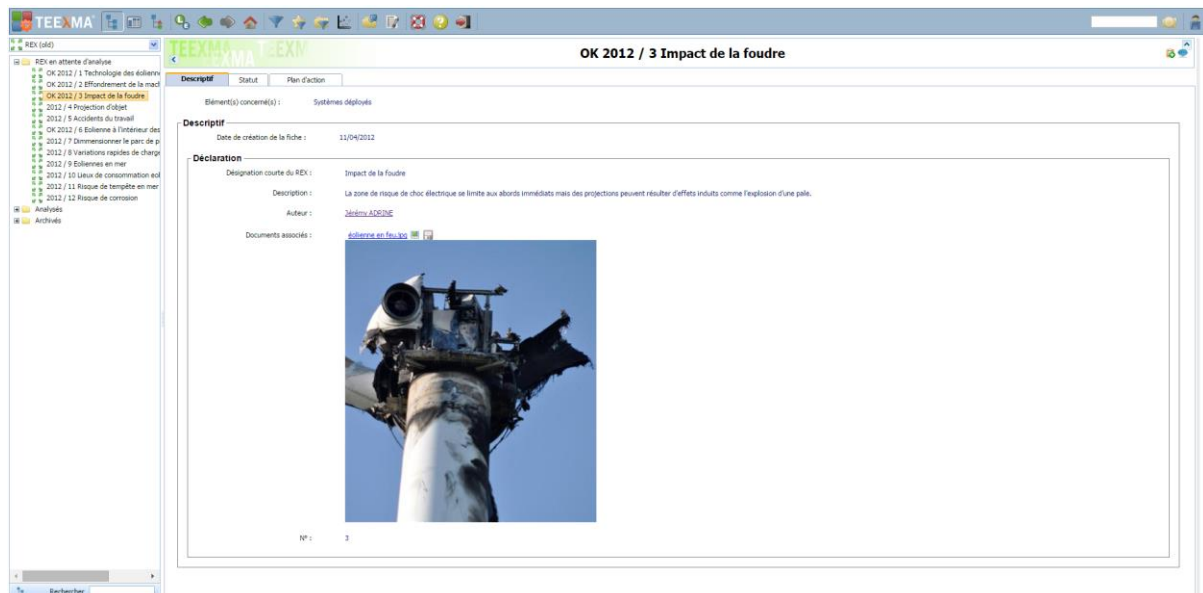 TEEXMA
REX (old)
REX en attente d'analyse
OK 2012 / 1 Technologie des éolienn
OK 2012 / 2 Effondrement de la mach
OK 2012 / 3 Impact de la foudre
2012 / 4 Projection d'objet
2012 / 5 Accidents du travail
OK 2012 / 6 Eolienne à l'intérieur des
2012 / 7 Dimmensionner le parc de p
2012 / 8 Variations rapides de charge
2012 / 9 Eoliennes en mer
2012 / 10 Lieux de consommation eol
2012 / 11 Risque de tempête en mer
2012 / 12 Risque de corrosion
Analysés
Archivés
Rechercher
TEEXMA TEEXM
EXMA
OK 2012 / 3 Impact de la foudre
Descriptif Statut Plan d'action
Elément(s) concerné(s) : Systèmes déployés
Descriptif
Date de création de la fiche : 11/04/2012
Déclaration
Désignation courte du REX : Impact de la foudre
Description : La zone de risque de choc électrique se limite aux abords immédiats mais des projections peuvent résulter d'effets induits comme l'explosion d'une pale.
Auteur : Jérémy ADRINE
Documents associés : éolienne en feu.jpg
N° : 3